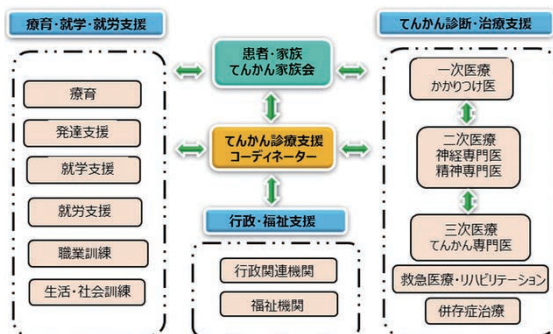 療育・就学・就労支援
療育
発達支援
就学支援
就労支援
職業訓練
生活・社会訓練
患者・家族
てんかん家族会
てんかん診療支援
コーディネーター
行政・福祉支援
行政関連機関
福祉機関
てんかん診断・治療支援
一次医療
かかりつけ医
二次医療
神経専門医
精神専門医
三次医療
てんかん専門医
救急医療・リハビリテーション
併存症治療